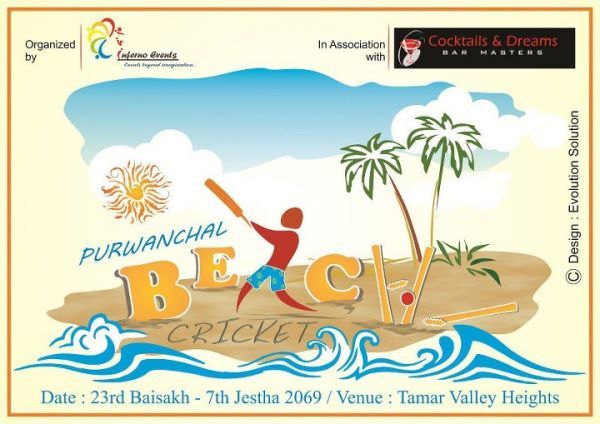 Organized
by
Inferno Events
Events beyond imagination...
In Association
with
Cocktails & Dreams
BAR MASTERS
© Design : Evolution Solution
PURWANCHAL
BEACH
CRICKET
Date : 23rd Baisakh - 7th Jestha 2069 / Venue : Tamar Valley Heights